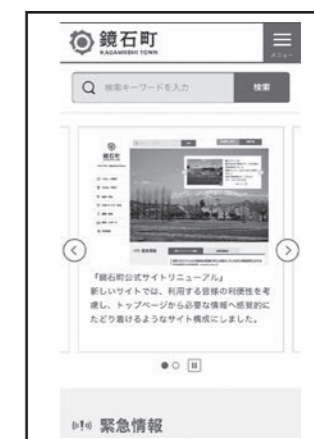 鏡石町
KAGAMIISHI TOWN
メニュー
検索キーワードを入力
検索
鏡石町
『鏡石町公式サイトリニューアル』
新しいサイトでは、利用する皆様の利便性を考
慮し、トップページから必要な情報へ感覚的に
たどり着けるようなサイト構成にしました。
緊急情報